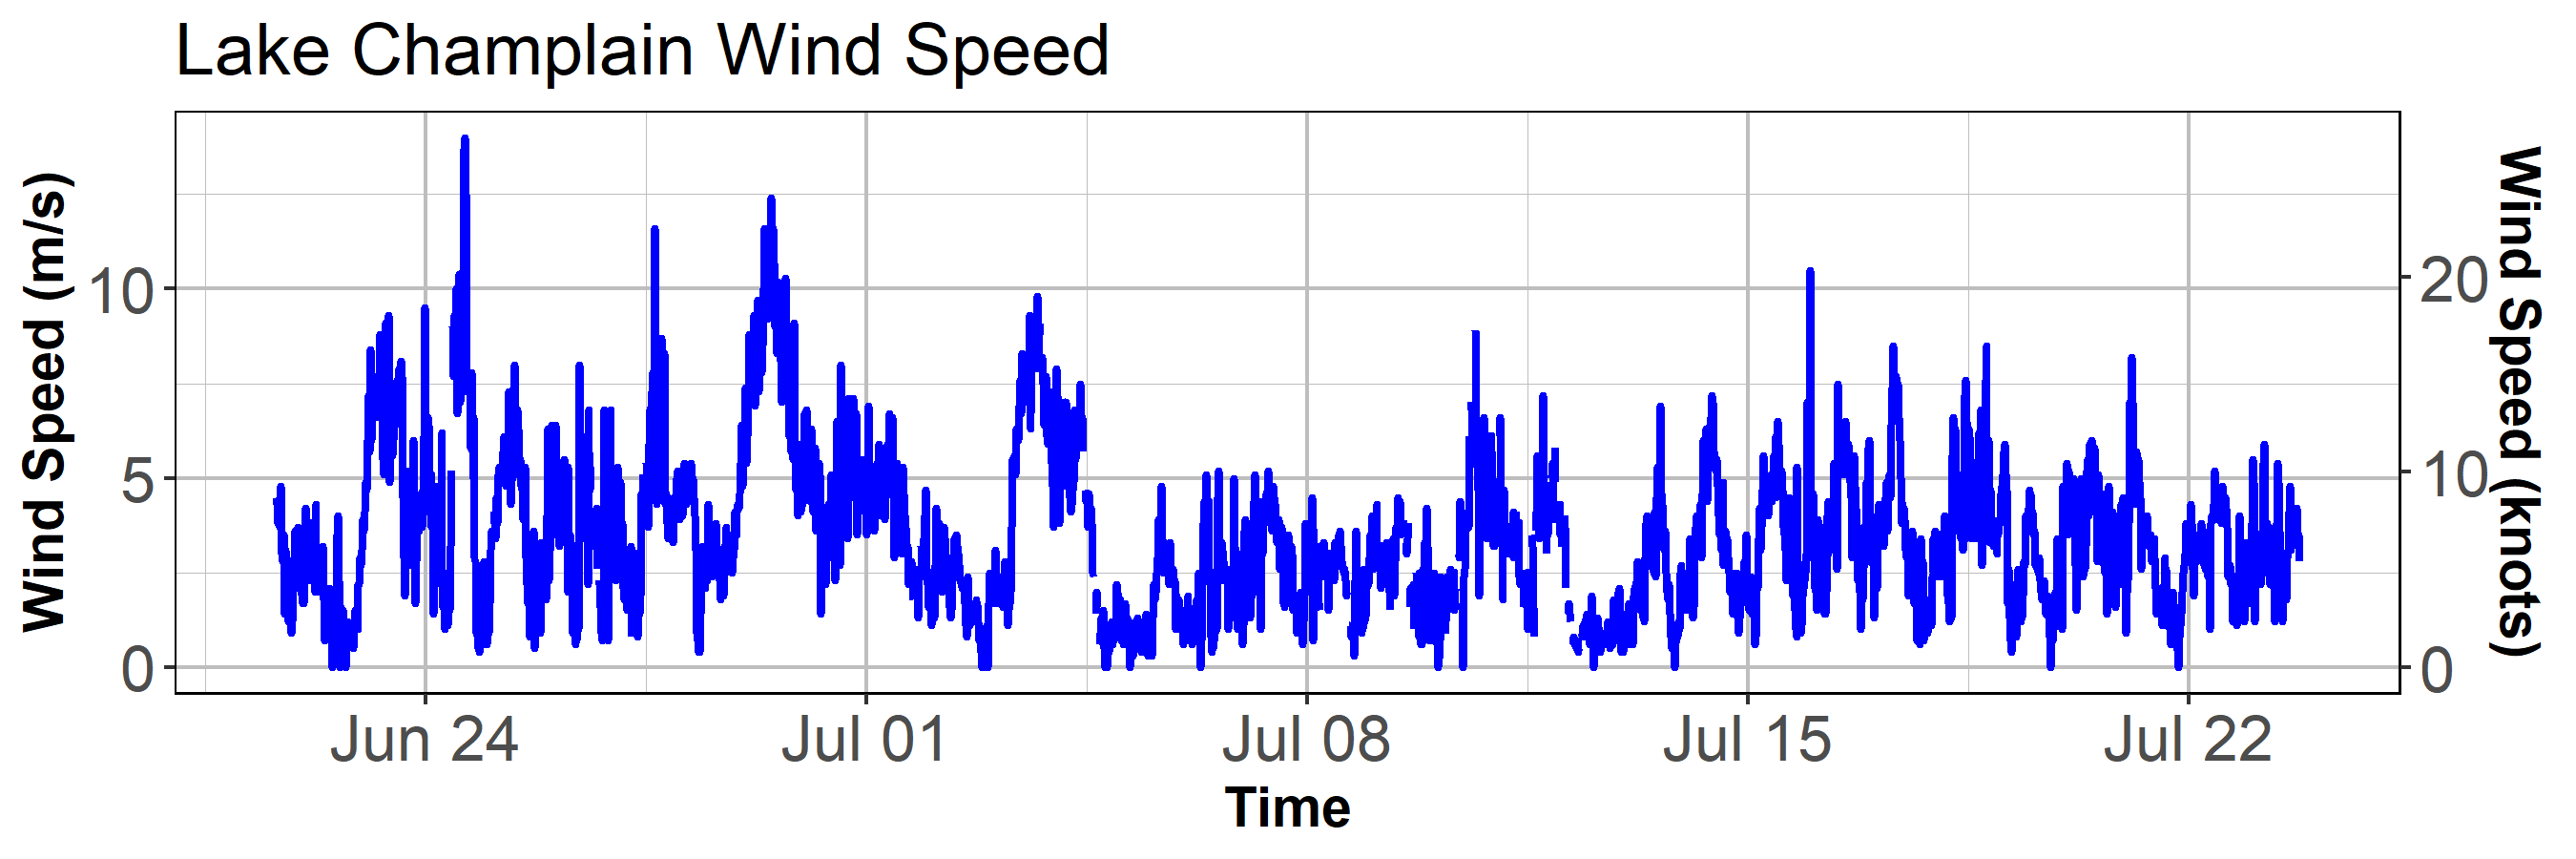 Lake Champlain Wind Speed
Wind Speed (m/s)
10
5
0
Wind Speed (knots)
20
10
0
Jun 24
Jul 01
Jul 08
Jul 15
Jul 22
Time